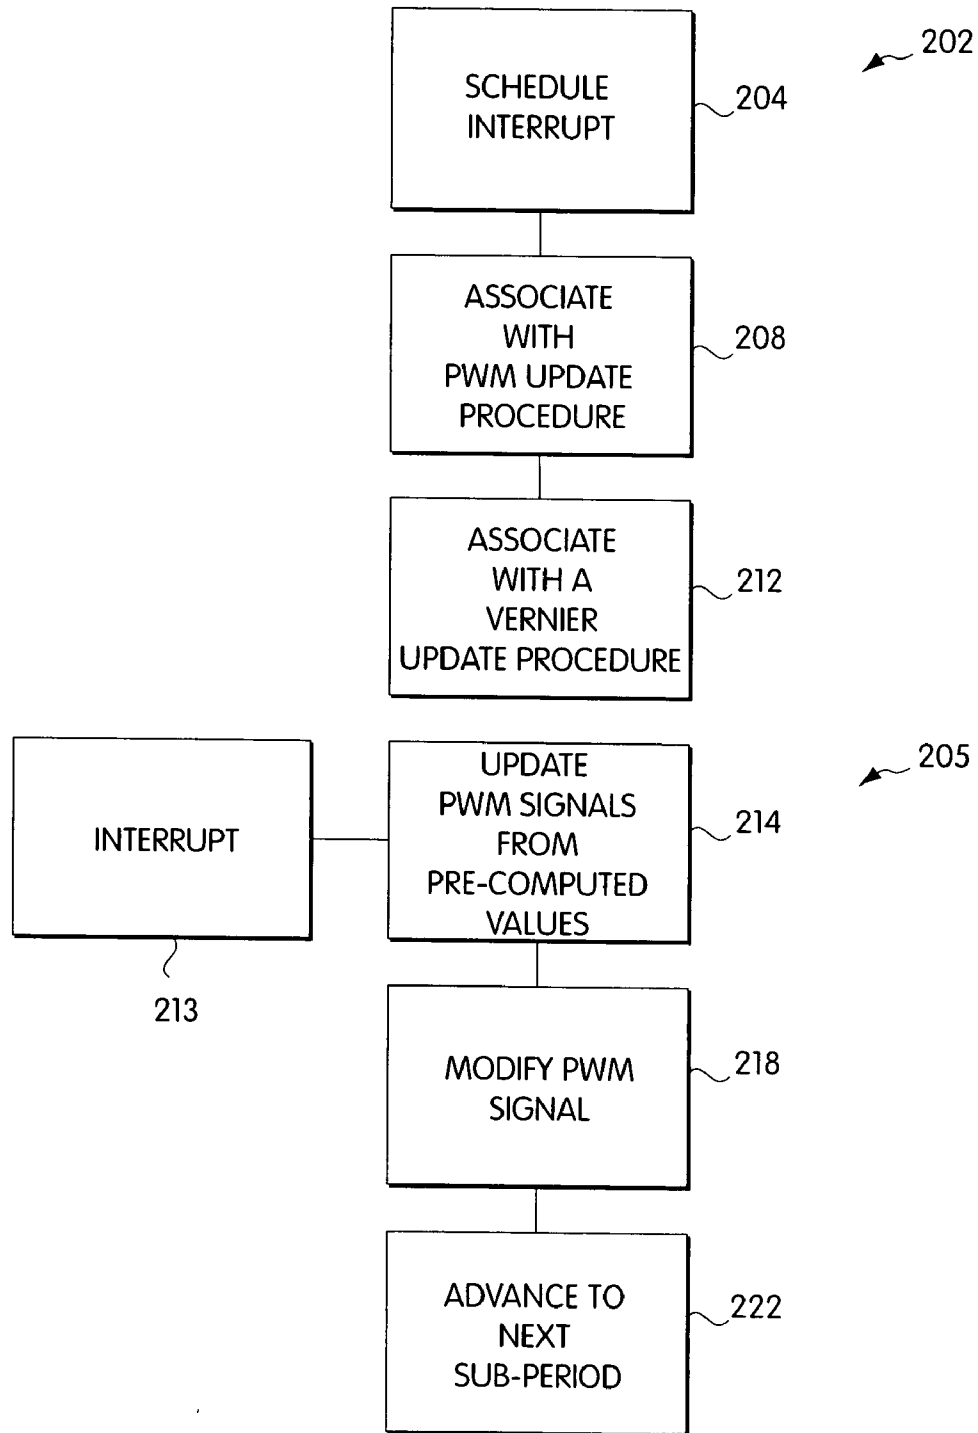 202
SCHEDULE
INTERRUPT
204
ASSOCIATE
WITH
PWM UPDATE
PROCEDURE
208
ASSOCIATE
WITH A
VERNIER
UPDATE PROCEDURE
212
205
INTERRUPT
213
UPDATE
PWM SIGNALS
FROM
PRE-COMPUTED
VALUES
214
MODIFY PWM
SIGNAL
218
ADVANCE TO
NEXT
SUB-PERIOD
222